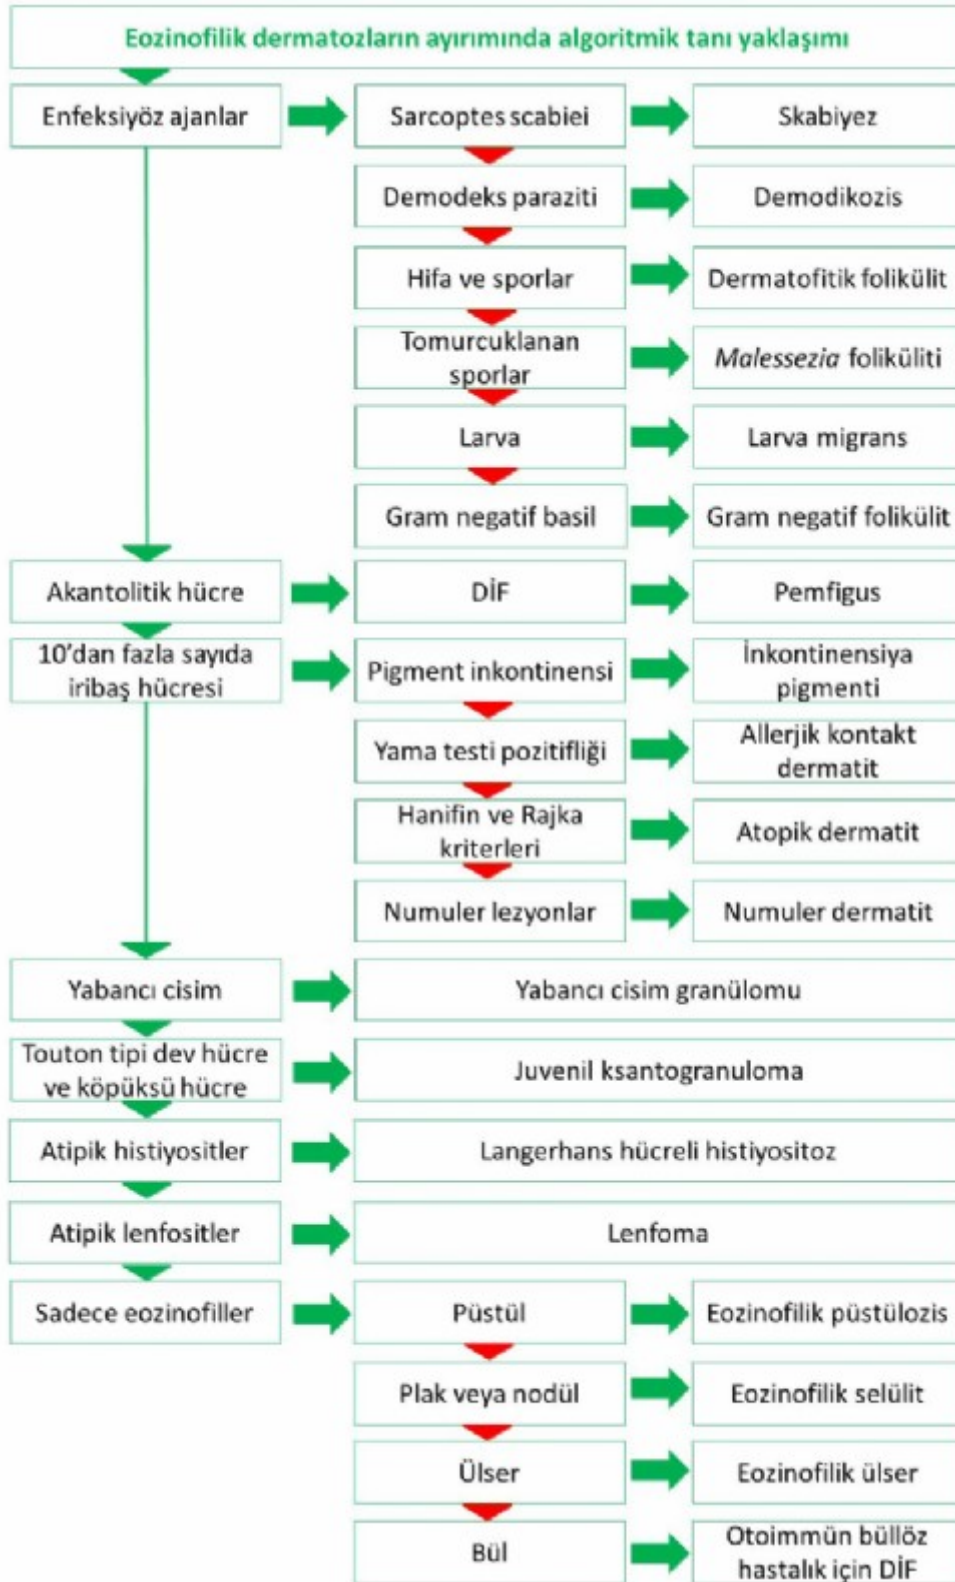 Eozinofilik dermatozların ayırımında algoritmik tanı yaklaşımı
Enfeksiyöz ajanlar
Sarcoptes scabiei
Skabiyez
Demodeks paraziti
Demodikozis
Hifa ve sporlar
Dermatofitik folikülit
Tomurcuklanan
sporlar
Malessezia foliküliti
Larva
Larva migrans
Gram negatif basil
Gram negatif folikülit
Akantolitik hücre
DİF
Pemfigus
10'dan fazla sayıda
iribaş hücresi
Pigment inkontinensi
İnkontinensiya
pigmenti
Yama testi pozitifliği
Allerjik kontakt
dermatit
Hanifin ve Rajka
kriterleri
Atopik dermatit
Numuler lezyonlar
Numuler dermatit
Yabancı cisim
Yabancı cisim granülomu
Touton tipi dev hücre
ve köpüksü hücre
Juvenil ksantogranuloma
Atipik histiyositler
Langerhans hücreli histiyositoz
Atipik lenfositler
Lenfoma
Sadece eozinofiller
Püstül
Eozinofilik püstülozis
Plak veya nodül
Eozinofilik selülit
Ülser
Eozinofilik ülser
Bül
Otoimmün büllöz
hastalık için DİF